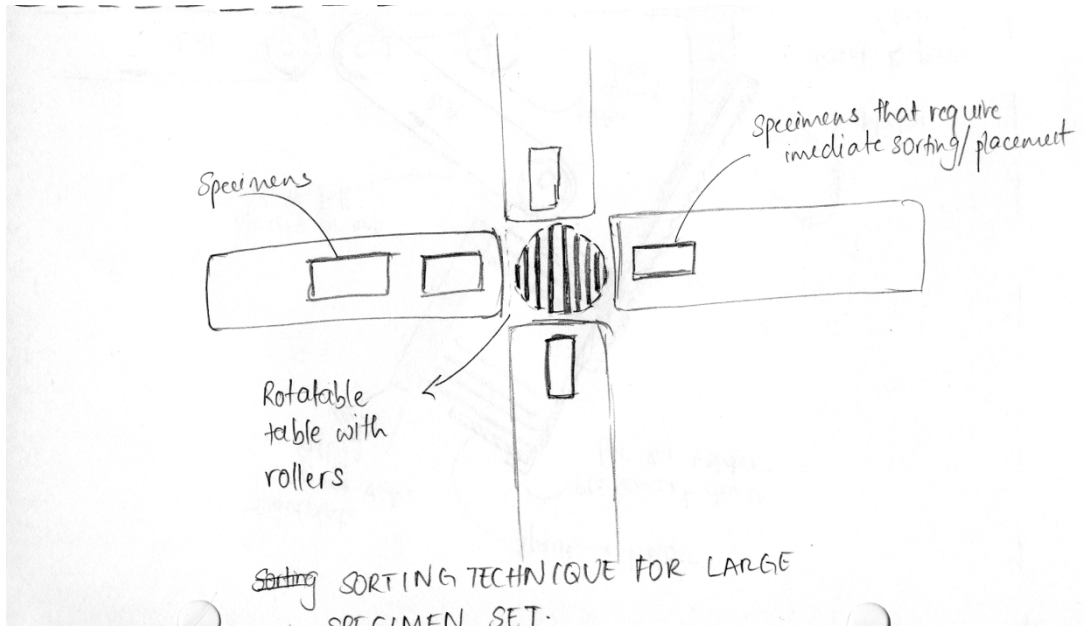 Specimens that require
imediate sorting/placement
Specimens
Rotatable
table with
rollers
Sorting SORTING TECHNIQUE FOR LARGE
SPECIMEN SET.